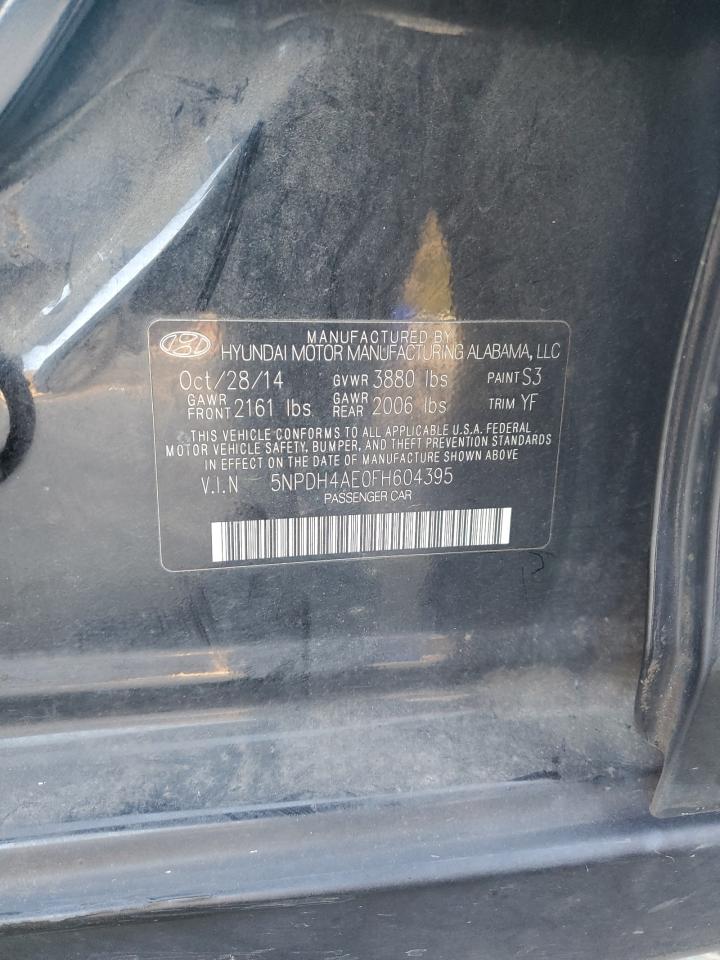 MANUFACTURED BY
HYUNDAI MOTOR MANUFACTURING ALABAMA, LLC
Oct/28/14 GVWR 3880 lbs PAINT S3
GAWR FRONT 2161 lbs GAWR REAR 2006 lbs TRIM YF
THIS VEHICLE CONFORMS TO ALL APPLICABLE U.S.A. FEDERAL
MOTOR VEHICLE SAFETY, BUMPER, AND THEFT PREVENTION STANDARDS
IN EFFECT ON THE DATE OF MANUFACTURE SHOWN ABOVE
V.I.N 5NPDH4AE0FH604395
PASSENGER CAR